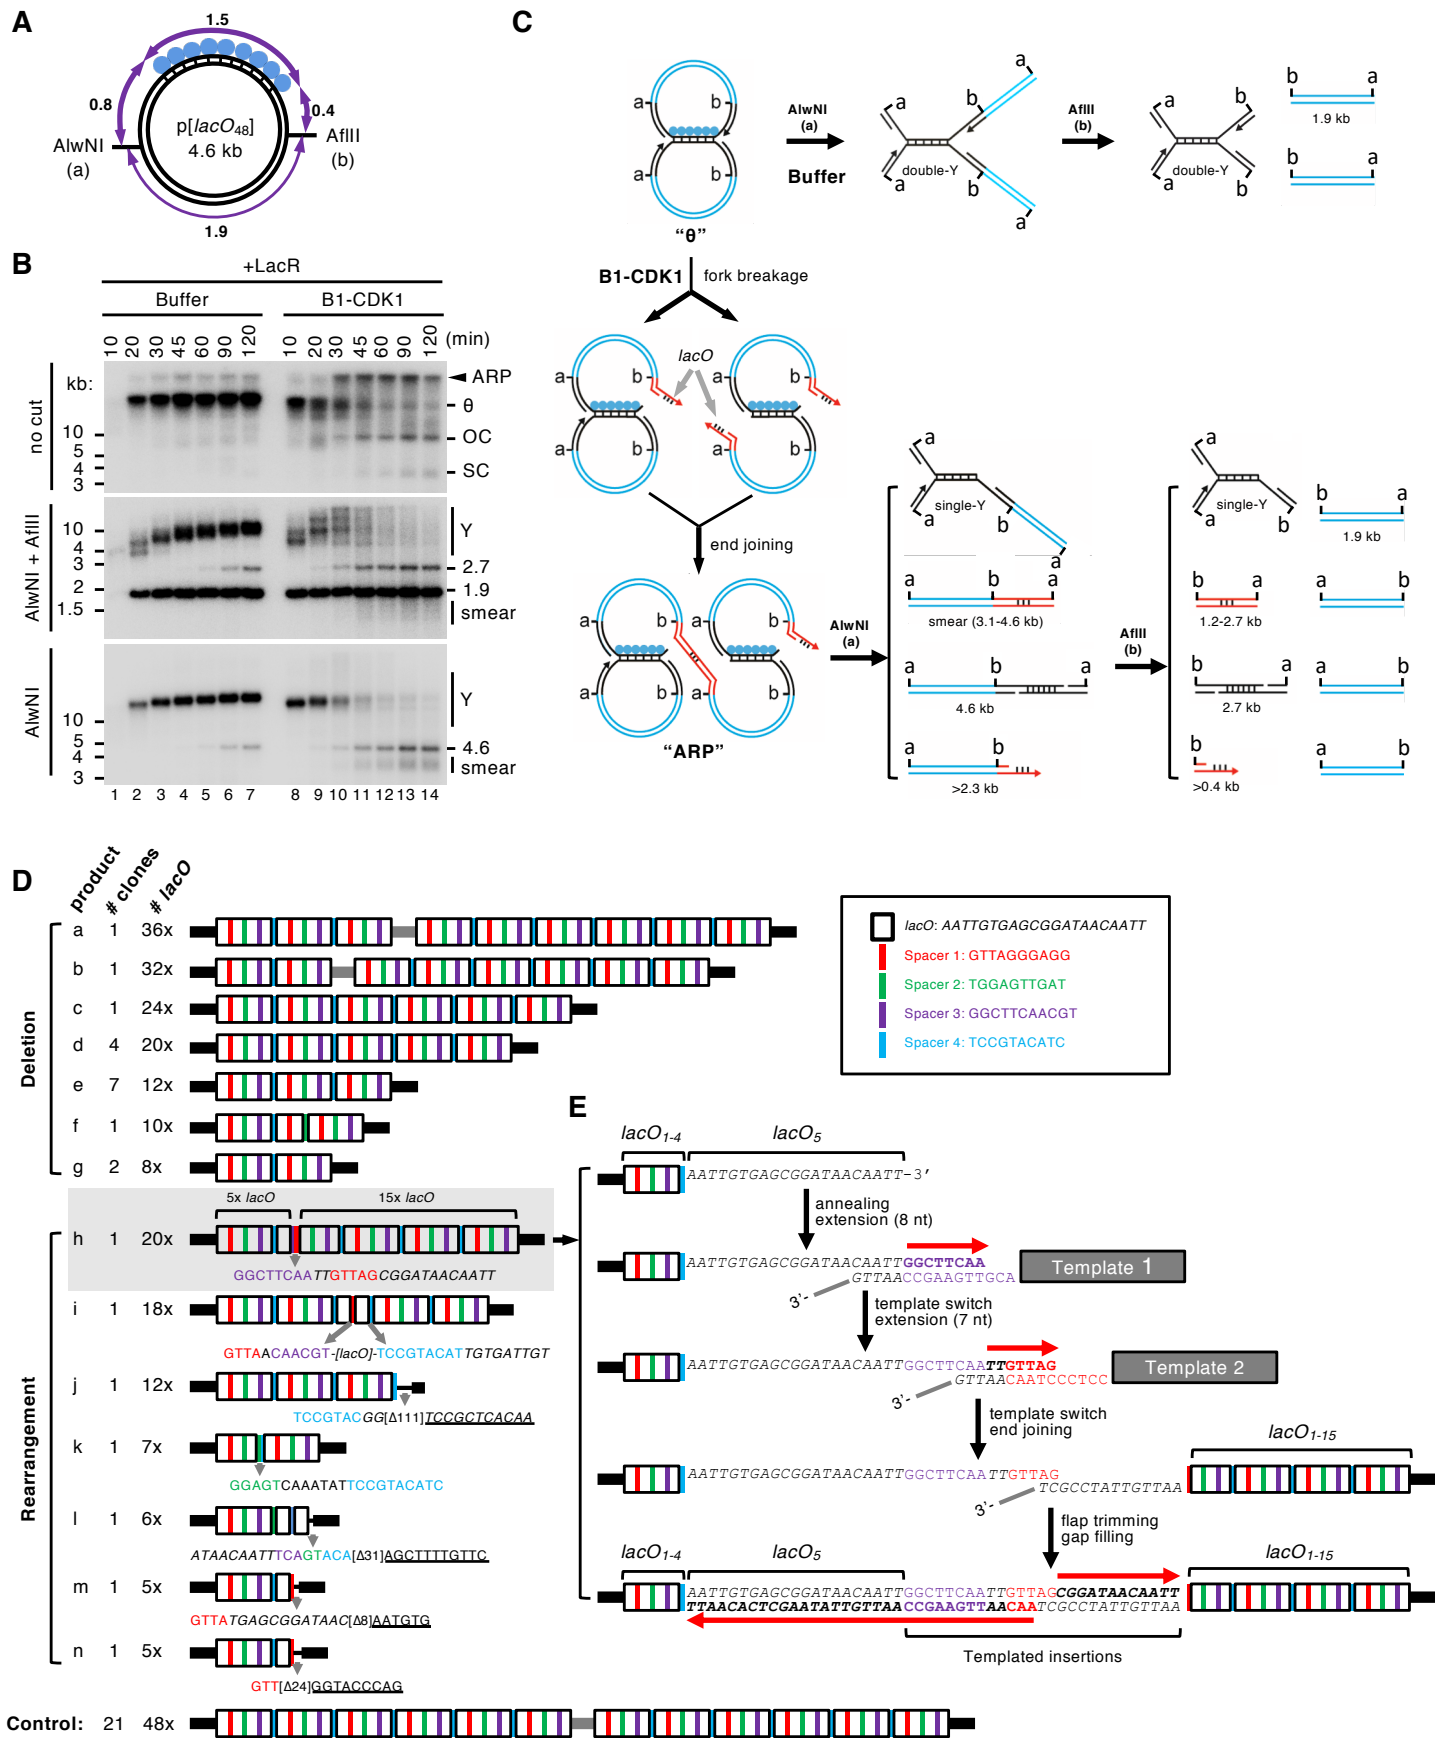 A
1.5
0.8
0.4
p[lacO48]
4.6 kb
AlwNI
(a)
AflII
(b)
1.9
B
+LacR
Buffer
B1-CDK1
10 20 30 45 60 90 120 10 20 30 45 60 90 120 (min)
no cut
kb:
10
5
4
3
ARP
θ
OC
SC
AlwNI + AflII
10
4
3
2
1.5
Y
2.7
1.9
smear
AlwNI
10
5
4
3
Y
4.6
smear
1 2 3 4 5 6 7 8 9 10 11 12 13 14
C
a b
a b
"θ"
AlwNI
(a)
Buffer
a
b
a
double-Y
b
a
AflII
(b)
a
b
a
double-Y
b
b a
1.9 kb
b a
B1-CDK1
fork breakage
lacO
a b
a b
a b
a b
end joining
a b a b
a b a b
"ARP"
AlwNI
(a)
a
a
single-Y
b
a
a b a
smear (3.1-4.6 kb)
a b a
4.6 kb
a b
>2.3 kb
AflII
(b)
a
a
single-Y
b
b a
1.9 kb
b a
1.2-2.7 kb
a b
b a
2.7 kb
a b
b
>0.4 kb
a b
D
product
# clones
# lacO
Deletion
a 1 36x
b 1 32x
c 1 24x
d 4 20x
e 7 12x
f 1 10x
g 2 8x
Rearrangement
5x lacO
15x lacO
h 1 20x
GGCTTCAATTGTTAGCGGATAACAATT
i 1 18x
GTTAACAACGT-[lacO]-TCCGTACATTGTGATTGT
j 1 12x
TCCGTACGG[Δ111]TCCGCTCACAA
k 1 7x
GGAGTCAAATATTCCGTACATC
l 1 6x
ATAACAATTTCAGTACA[Δ31]AGCTTTTGTTC
m 1 5x
GTTATGAGCGGATAAC[Δ8]AATGTG
n 1 5x
GTT[Δ24]GGTACCCAG
Control: 21 48x
lacO: AATTGTGAGCGGATAACAATT
Spacer 1: GTTAGGGAGG
Spacer 2: TGGAGTTGAT
Spacer 3: GGCTTCAACGT
Spacer 4: TCCGTACATC
E
lacO1-4
lacO5
AATTGTGAGCGGATAACAATT-3'
annealing
extension (8 nt)
AATTGTGAGCGGATAACAATTGGCTTCAA
GTTAACCGAAGTTGCA
3'-
Template 1
template switch
extension (7 nt)
AATTGTGAGCGGATAACAATTGGCTTCAATTGTTAG
GTTAACAATCCCTCC
3'-
Template 2
template switch
end joining
lacO1-15
AATTGTGAGCGGATAACAATTGGCTTCAATTGTTAG
TCGCCTATTGTTAA
3'-
flap trimming
gap filling
lacO1-4
lacO5
lacO1-15
AATTGTGAGCGGATAACAATTGGCTTCAATTGTTAGCGGATAACAATT
TTAACACTCGAATATTGTTAACCGAAGTTAACAATCGCCTATTGTTAA
Templated insertions